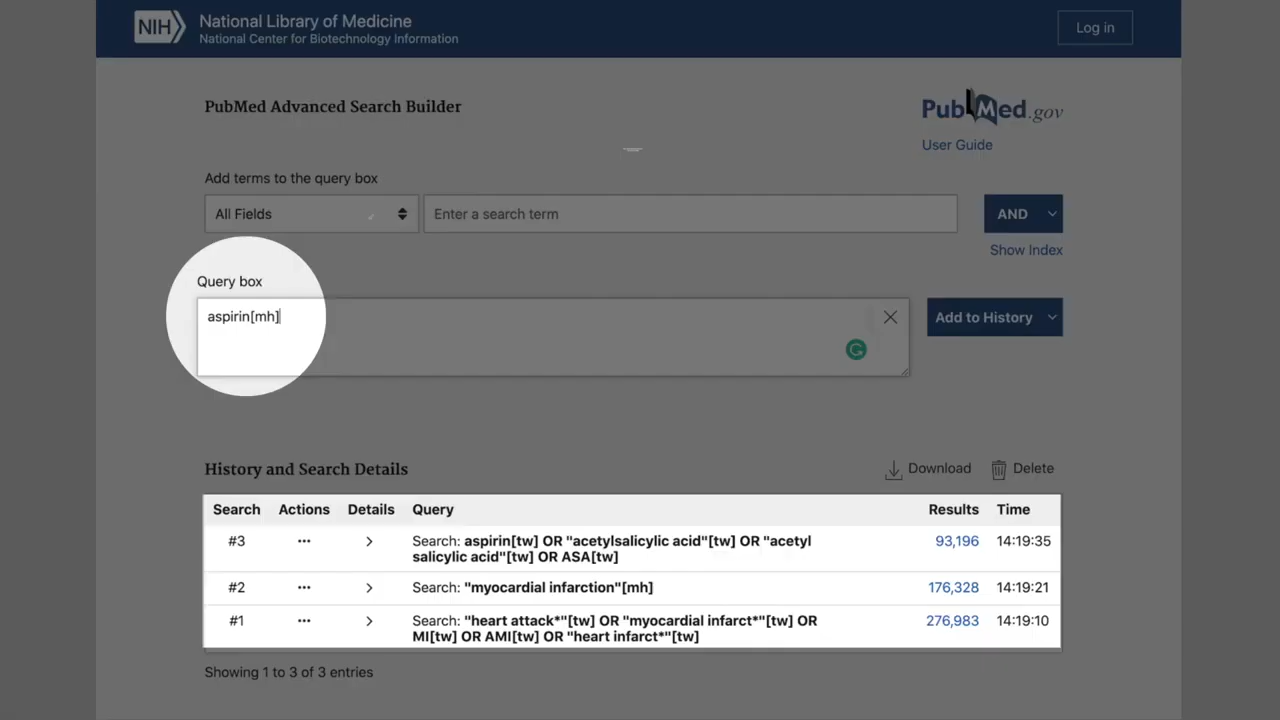 NIH
National Library of Medicine
National Center for Biotechnology Information
Log in
PubMed Advanced Search Builder
PubMed.gov
User Guide
Add terms to the query box
All Fields
Enter a search term
AND
Show Index
Query box
aspirin[mh]
Add to History
History and Search Details
Download
Delete
Search Actions Details Query Results Time
#3 ... Search: aspirin[tw] OR "acetylsalicylic acid"[tw] OR "acetyl 93,196 14:19:35
salicylic acid"[tw] OR ASA[tw]
#2 ... Search: "myocardial infarction"[mh] 176,328 14:19:21
#1 ... Search: "heart attack*"[tw] OR "myocardial infarct*"[tw] OR 276,983 14:19:10
MI[tw] OR AMI[tw] OR "heart infarct*"[tw]
Showing 1 to 3 of 3 entries